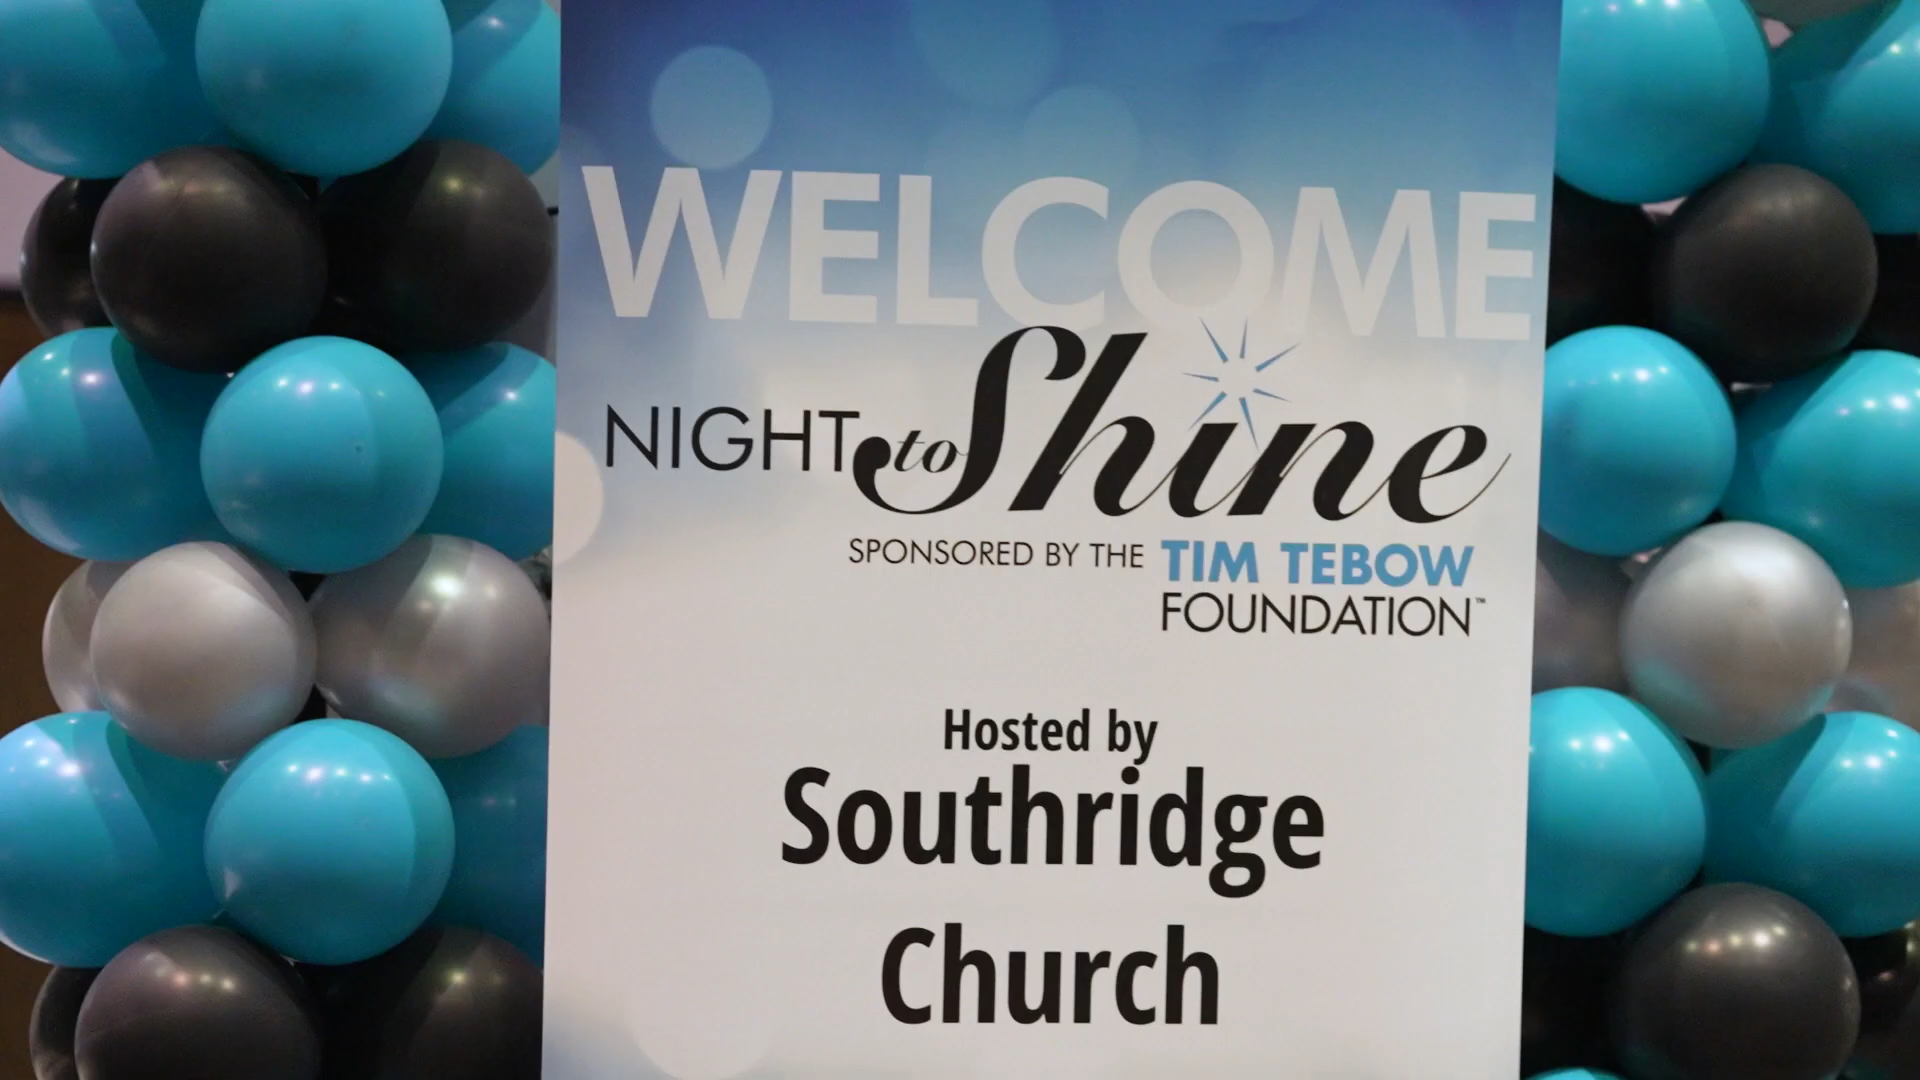 WELCOME
NIGHT to Shine
SPONSORED BY THE TIM TEBOW
FOUNDATION™
Hosted by
Southridge
Church